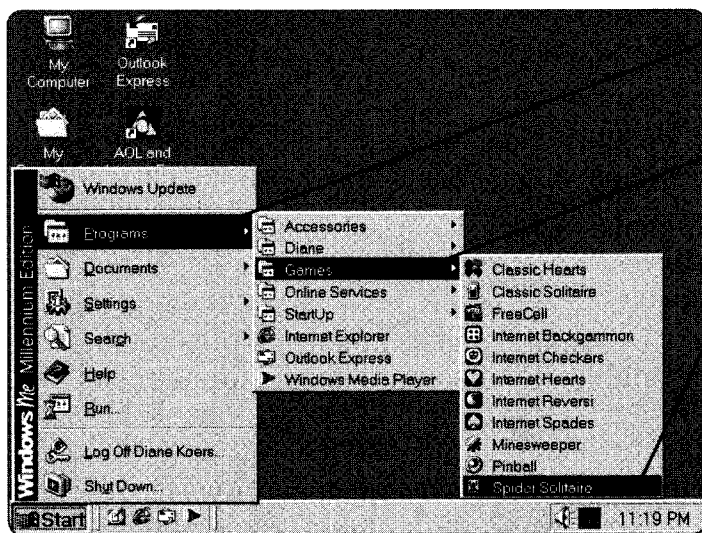 My Computer
Outlook Express
My
AOL and
Windows Update
Programs
Documents
Settings
Search
Help
Run...
Log Off Diane Koers...
Shut Down...
Windows Me Millennium Edition
Accessories
Diane
Games
Online Services
StartUp
Internet Explorer
Outlook Express
Windows Media Player
Classic Hearts
Classic Solitaire
FreeCell
Internet Backgammon
Internet Checkers
Internet Hearts
Internet Reversi
Internet Spades
Minesweeper
Pinball
Spider Solitaire
Start
11:19 PM